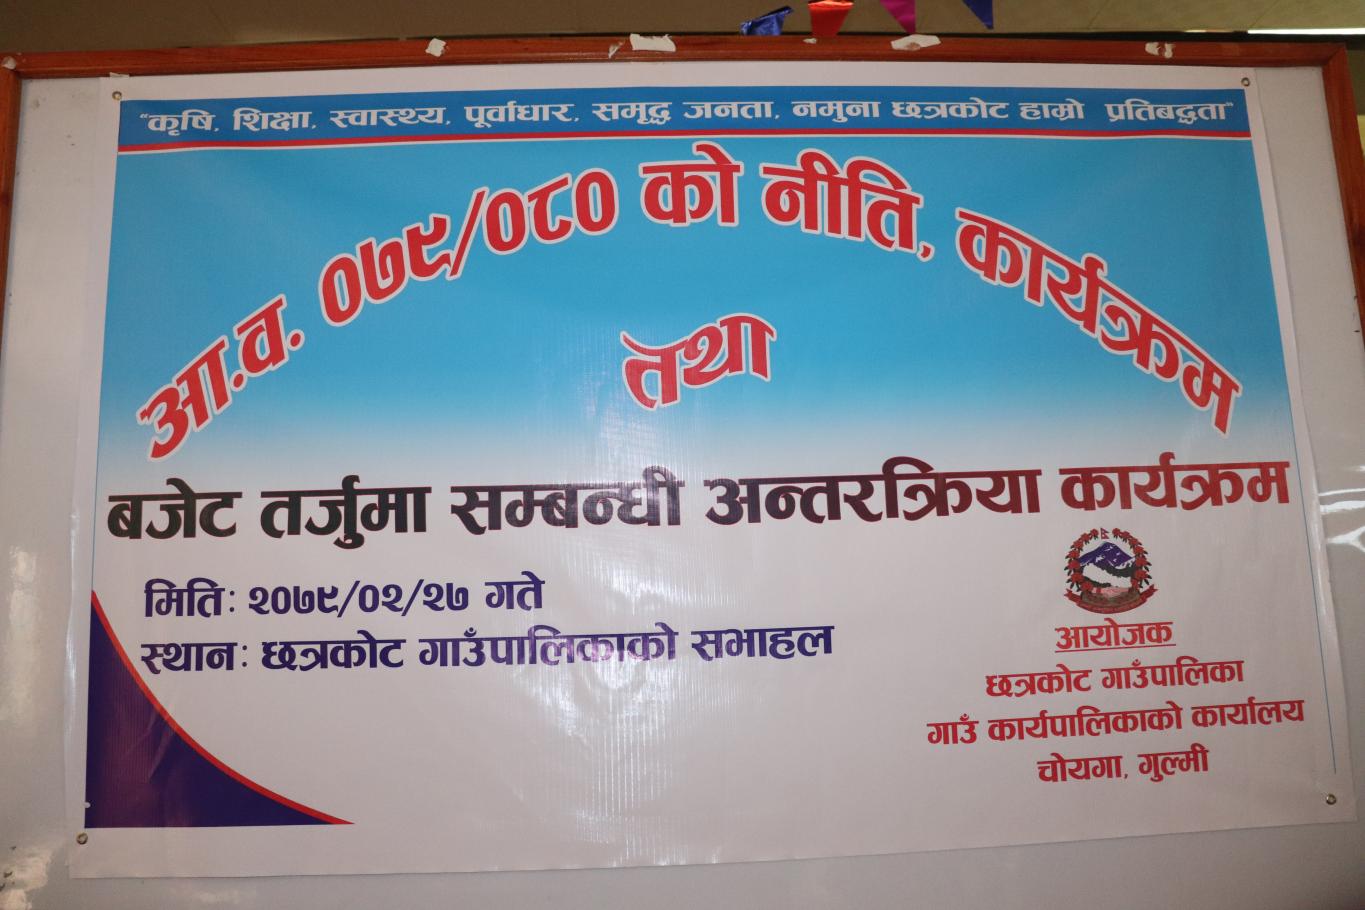 "कृषि, शिक्षा, स्वास्थ्य, पूर्वाधार, समृद्ध जनता, नमुना छत्रकोट हाम्रो प्रतिबद्धता"
आ.व. ०७९/०८० को नीति, कार्यक्रम
तथा
बजेट तर्जुमा सम्बन्धी अन्तरक्रिया कार्यक्रम
मिति: २०७९/०२/२७ गते
स्थान: छत्रकोट गाउँपालिकाको सभाहल
आयोजक
छत्रकोट गाउँपालिका
गाउँ कार्यपालिकाको कार्यालय
चोयगा, गुल्मी